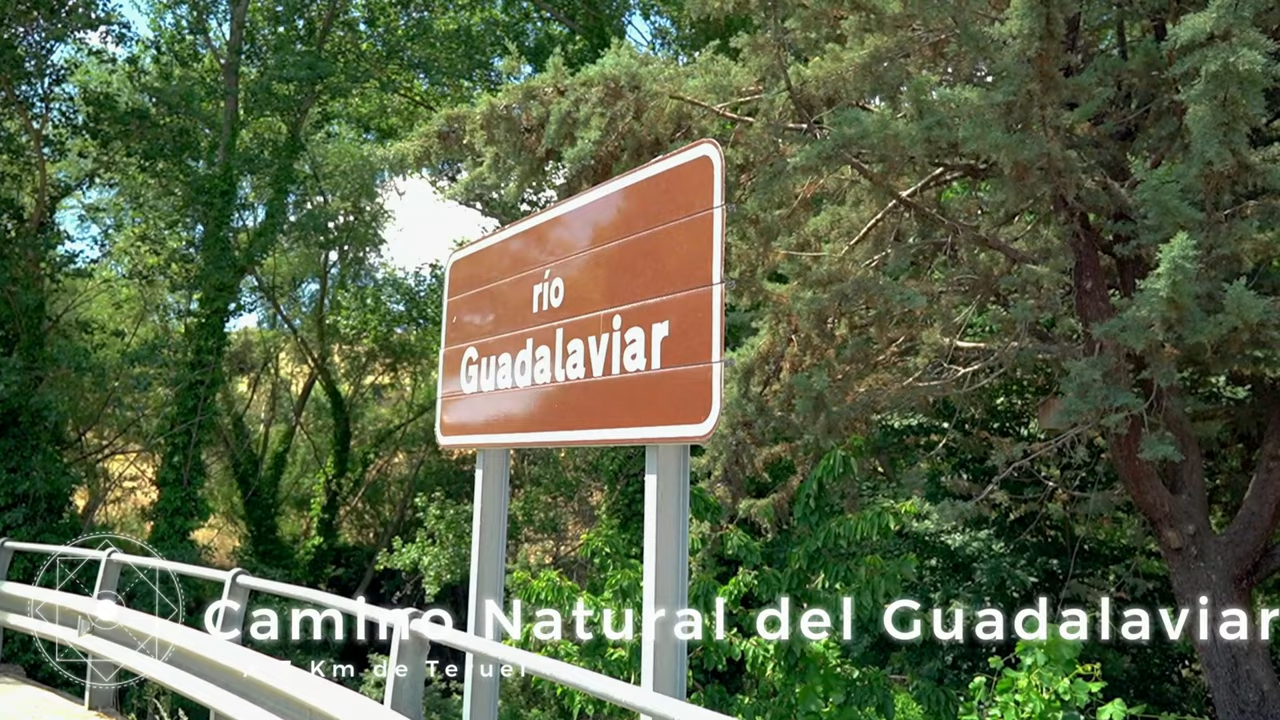 río
Guadalaviar
Camino Natural del Guadalaviar
Km de Teruel